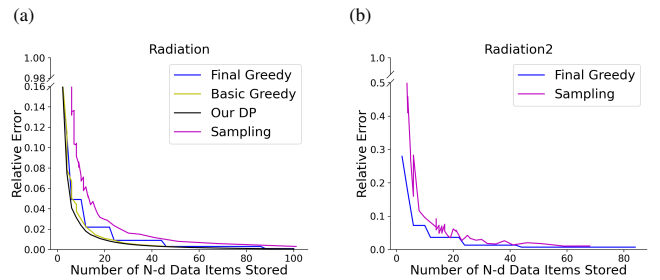 (a)
Radiation
1.00
0.98
0.16
0.14
0.12
0.10
0.08
0.06
0.04
0.02
0.00
Relative Error
Final Greedy
Basic Greedy
Our DP
Sampling
0 20 40 60 80 100
Number of N-d Data Items Stored
(b)
Radiation2
1.0
0.5
0.4
0.3
0.2
0.1
0.0
Relative Error
Final Greedy
Sampling
0 20 40 60 80
Number of N-d Data Items Stored